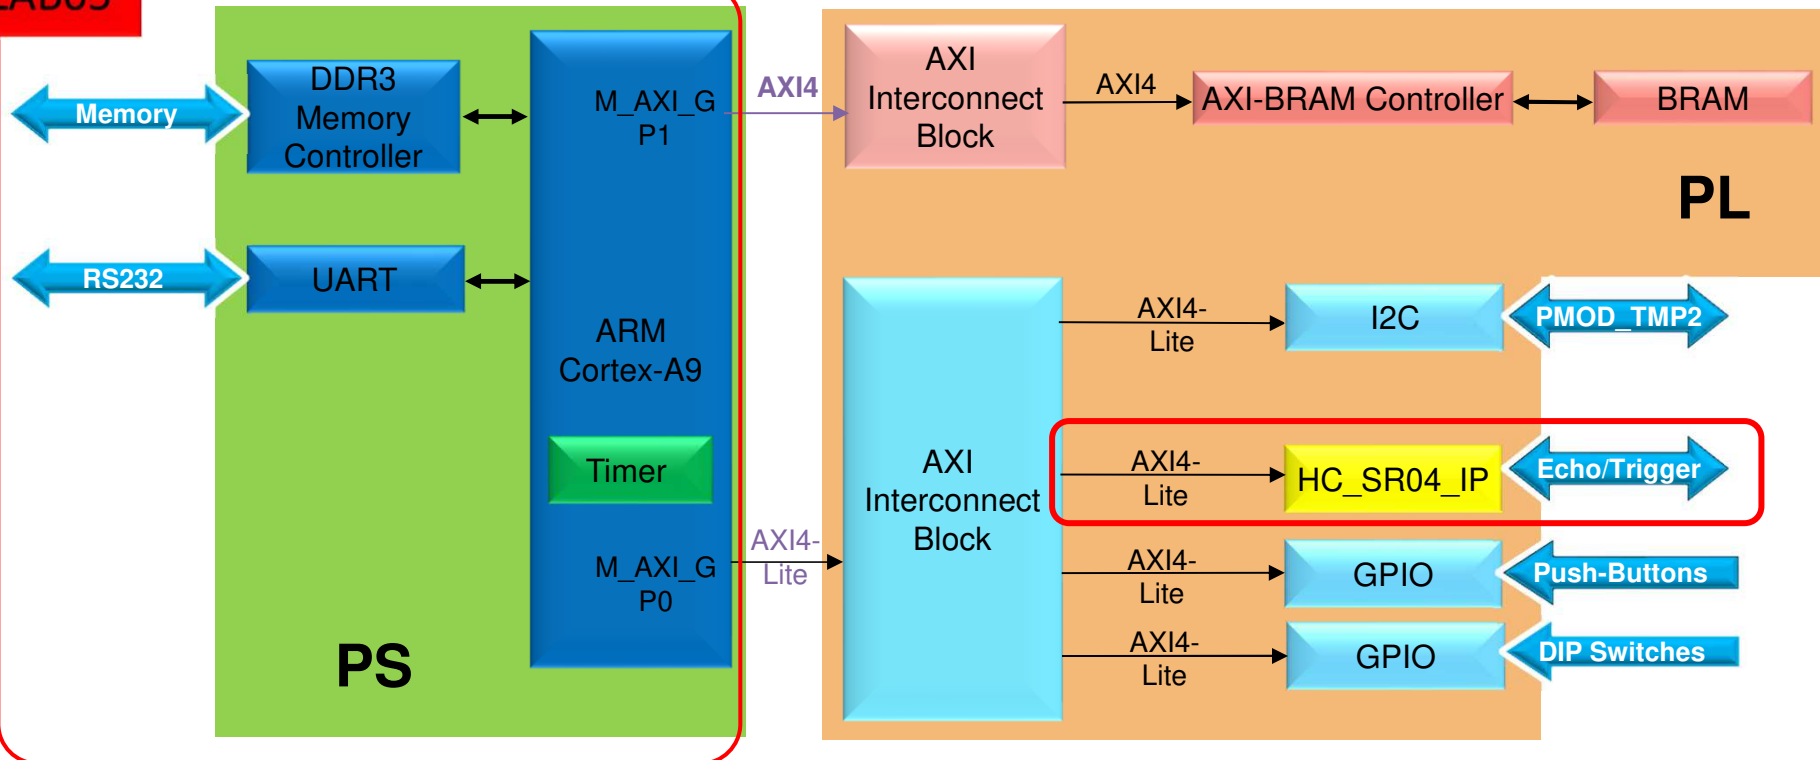 LAB05
Memory
DDR3
Memory
Controller
M_AXI_G
P1
AXI4
AXI
Interconnect
Block
AXI4
AXI-BRAM Controller
BRAM
PL
RS232
UART
ARM
Cortex-A9
Timer
M_AXI_G
P0
AXI4-
Lite
PS
AXI
Interconnect
Block
AXI4-
Lite
I2C
PMOD_TMP2
AXI4-
Lite
HC_SR04_IP
Echo/Trigger
AXI4-
Lite
GPIO
Push-Buttons
AXI4-
Lite
GPIO
DIP Switches